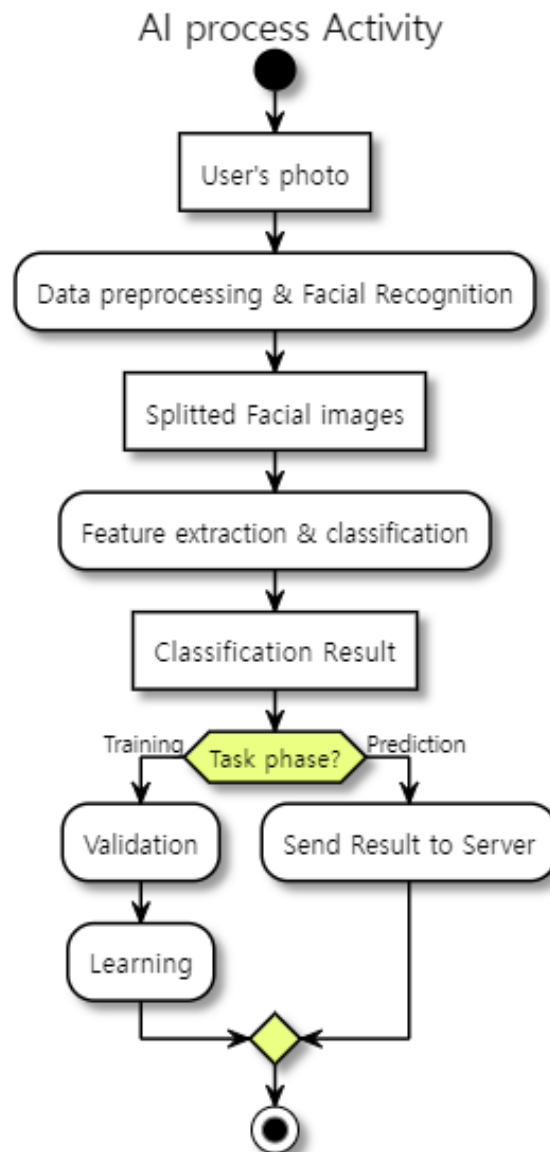 AI process Activity
User's photo
Data preprocessing & Facial Recognition
Splitted Facial images
Feature extraction & classification
Classification Result
Training
Task phase?
Prediction
Validation
Send Result to Server
Learning